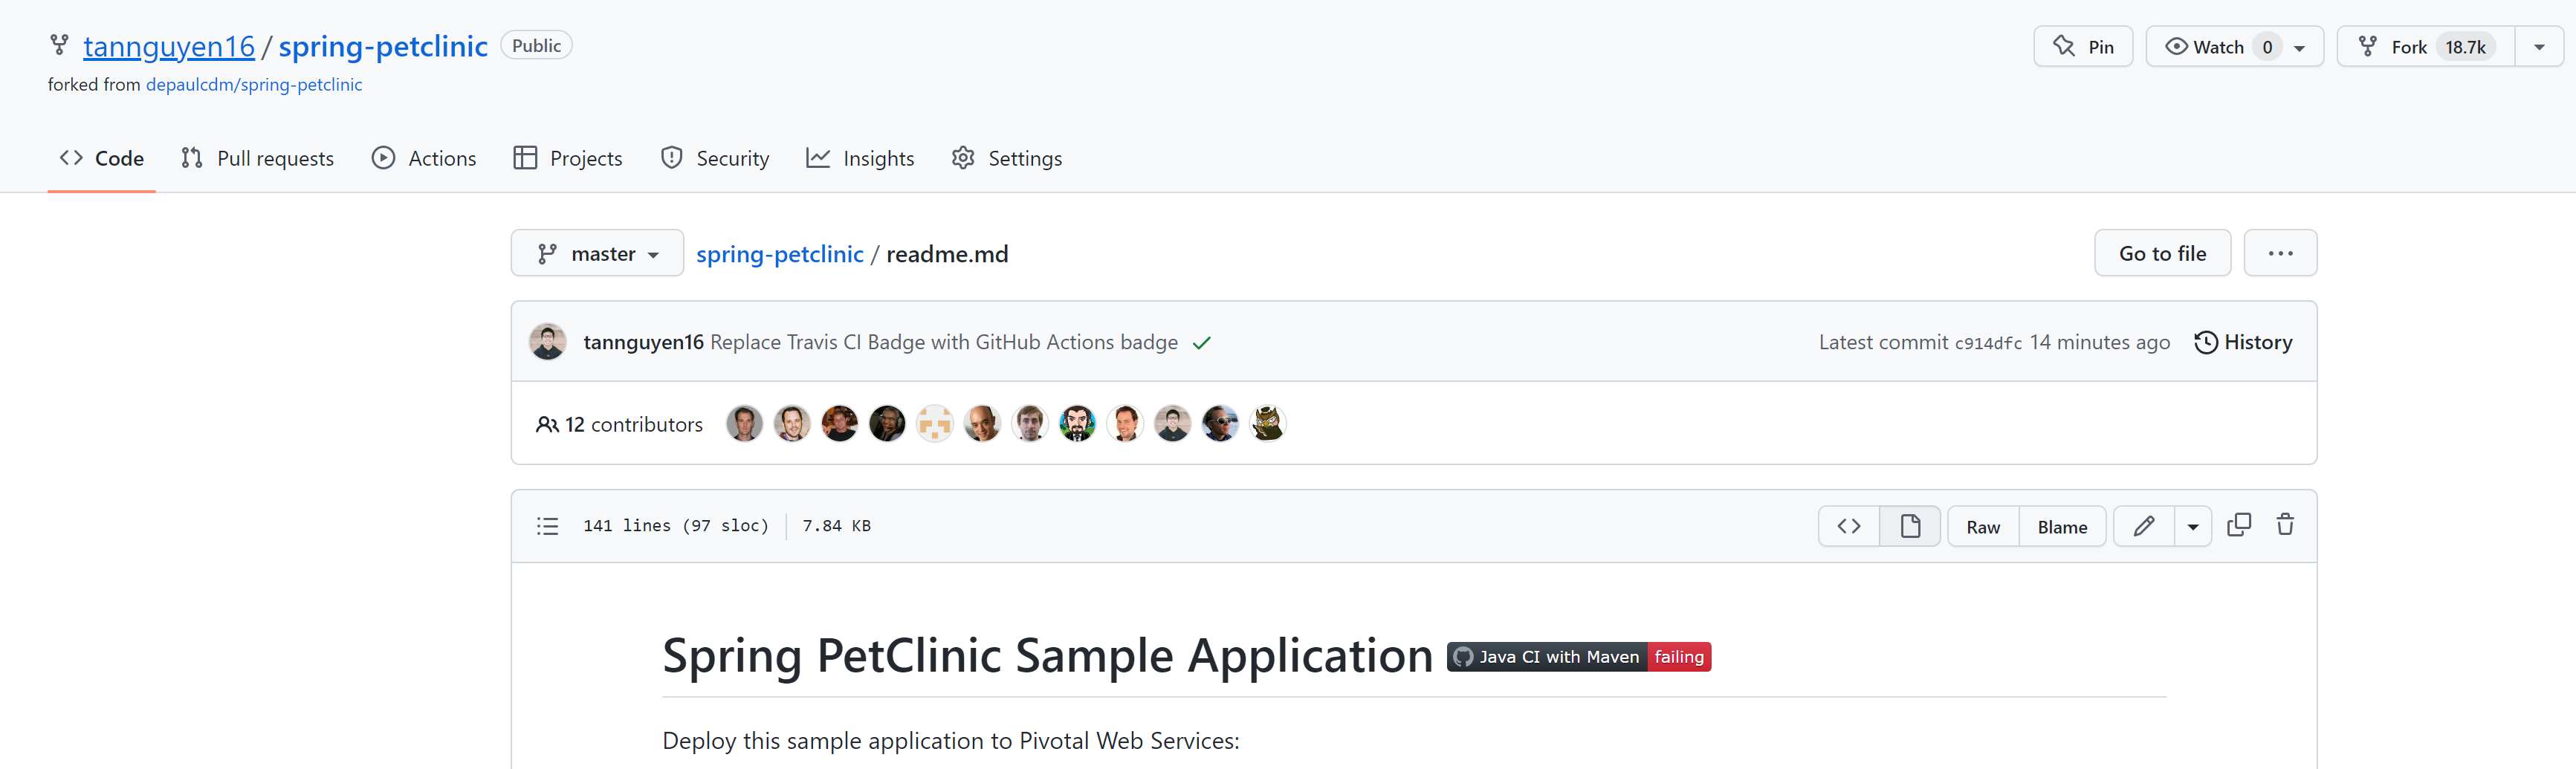 tannguyen16 / spring-petclinic Public
Pin Watch 0 Fork 18.7k
forked from depaulcdm/spring-petclinic
Code Pull requests Actions Projects Security Insights Settings
master spring-petclinic / readme.md Go to file ...
tannguyen16 Replace Travis CI Badge with GitHub Actions badge Latest commit c914dfc 14 minutes ago History
12 contributors
141 lines (97 sloc) 7.84 KB Raw Blame
Spring PetClinic Sample Application Java CI with Maven failing
Deploy this sample application to Pivotal Web Services: